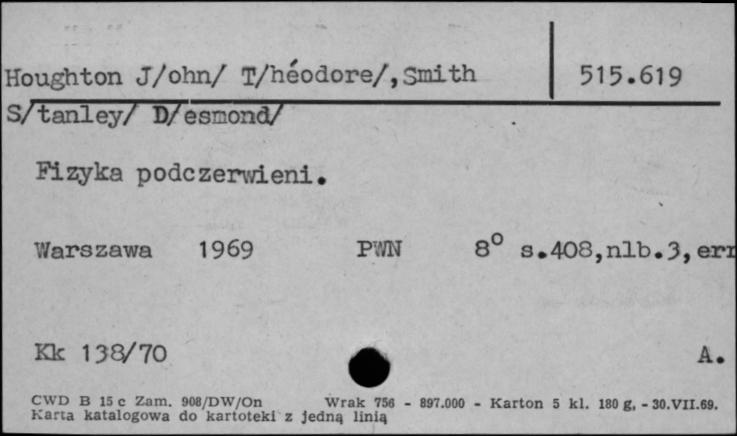 Houghton J/ohn/ T/héodore/,Smith 515.619
S/tanley/ D/esmond/
Fizyka podczerwieni.
Warszawa 1969 PWN 8° s.408,nlb.3,err
Kk 138/70 A.
CWD B 15 c Zam. 908/DW/On Wrak 756 - 897.000 - Karton 5 kl. 180 g, - 30.VII.69.
Karta katalogowa do kartoteki z jedną linią